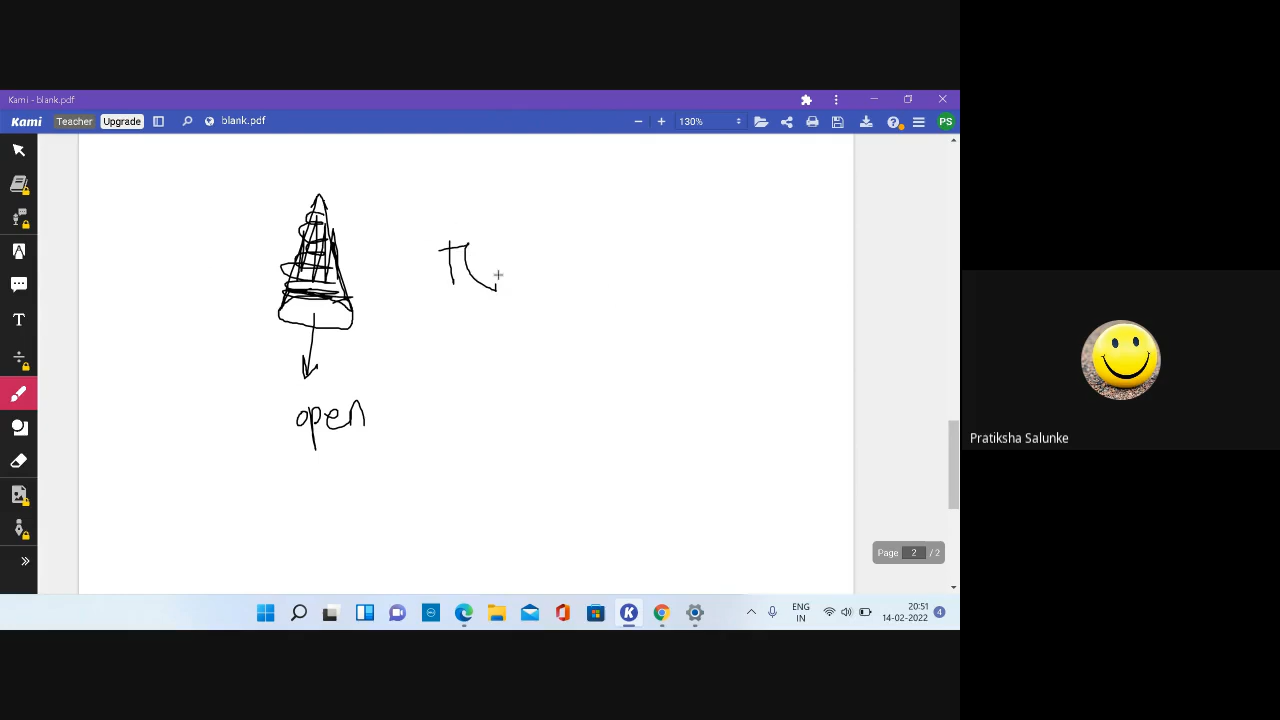 Kami - blank.pdf
Kami Teacher Upgrade blank.pdf 130% PS
π
open
Pratiksha Salunke
Page 2 / 2
ENG 20:51
IN 14-02-2022 4